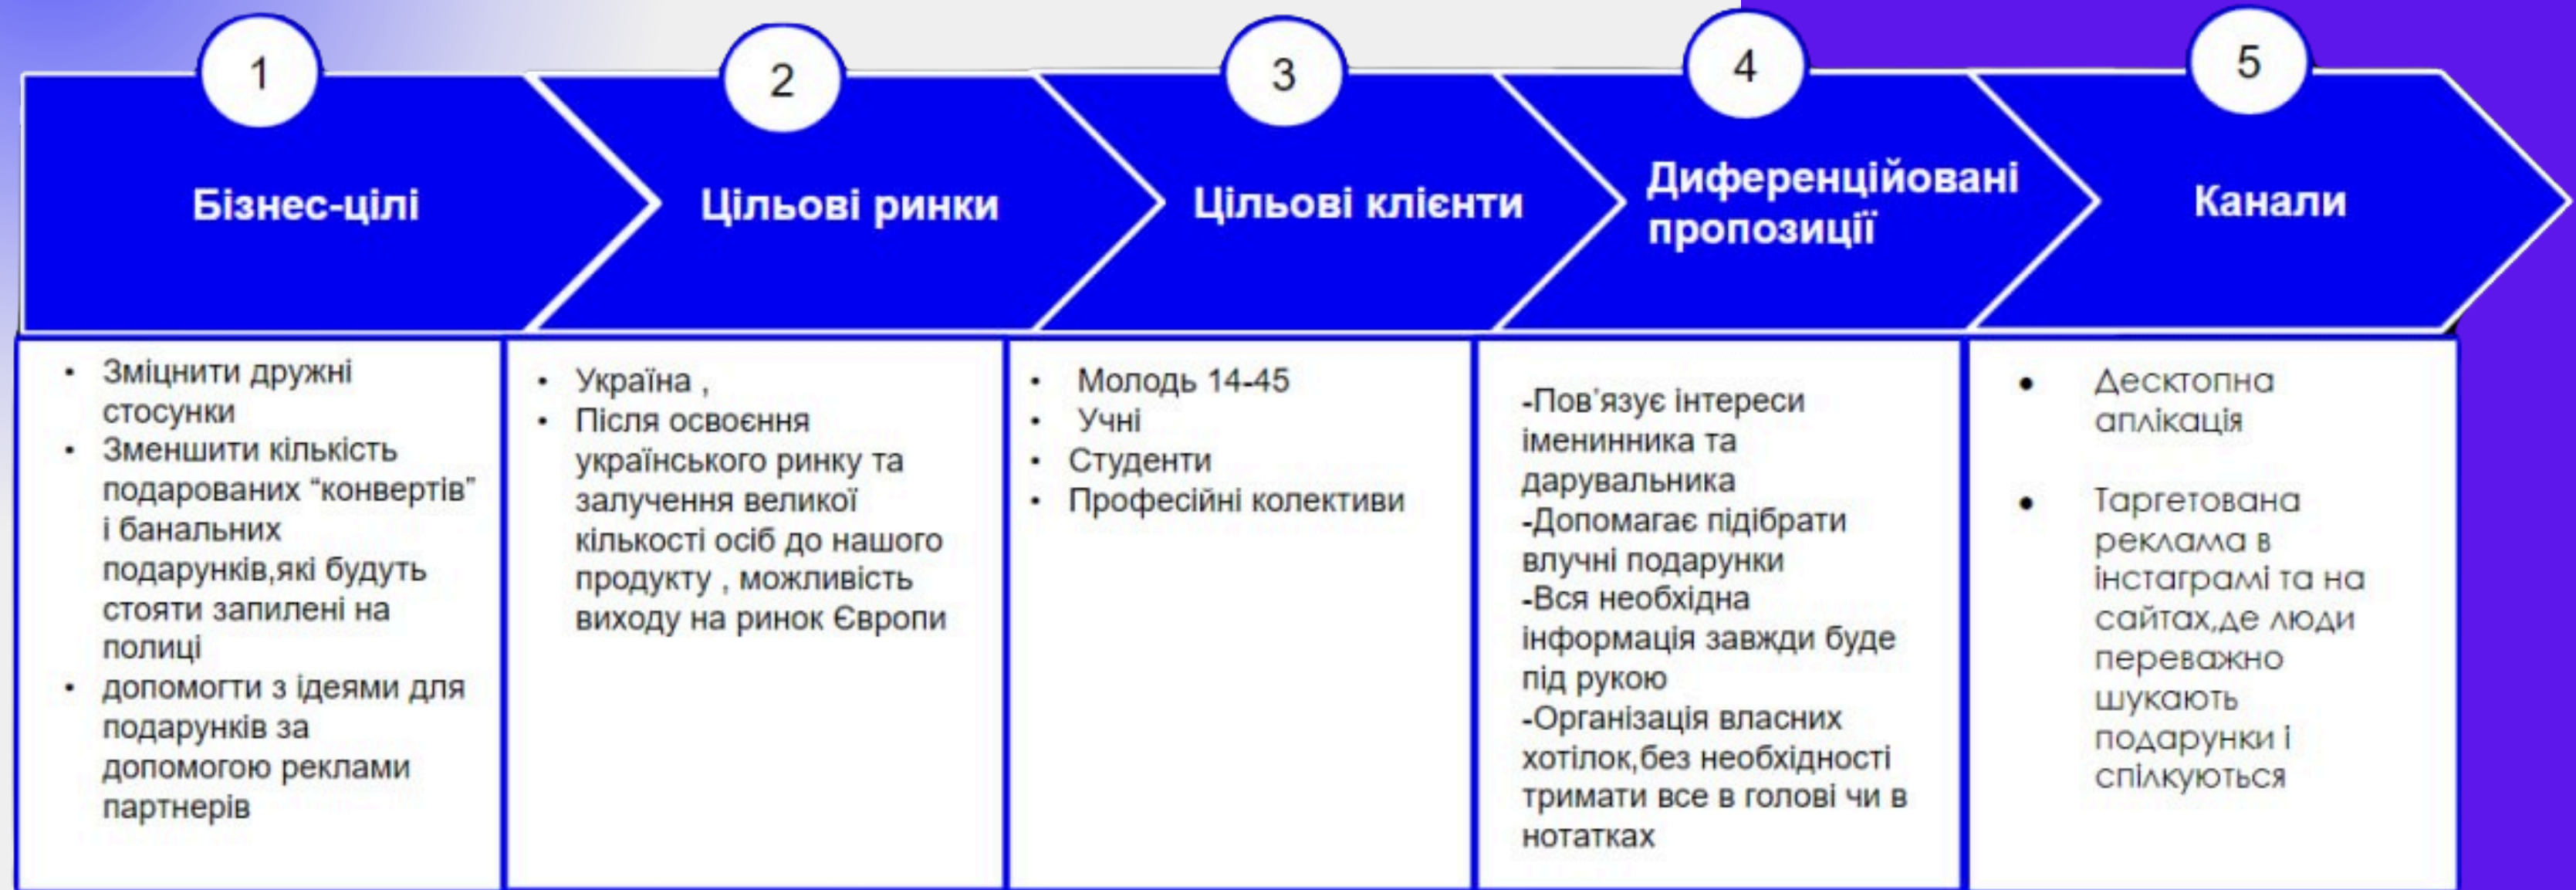 1
Бізнес-цілі
2
Цільові ринки
3
Цільові клієнти
4
Диференційовані
пропозиції
5
Канали
• Зміцнити дружні
стосунки
• Зменшити кількість
подарованих “конвертів”
і банальних
подарунків,які будуть
стояти запилені на
полиці
• допомогти з ідеями для
подарунків за
допомогою реклами
партнерів
• Україна ,
• Після освоєння
українського ринку та
залучення великої
кількості осіб до нашого
продукту , можливість
виходу на ринок Європи
• Молодь 14-45
• Учні
• Студенти
• Професійні колективи
-Пов’язує інтереси
іменинника та
дарувальника
-Допомагає підібрати
влучні подарунки
-Вся необхідна
інформація завжди буде
під рукою
-Організація власних
хотілок,без необхідності
тримати все в голові чи в
нотатках
• Десктопна
аплікація
• Таргетована
реклама в
інстаграмі та на
сайтах,де люди
переважно
шукають
подарунки і
спілкуються